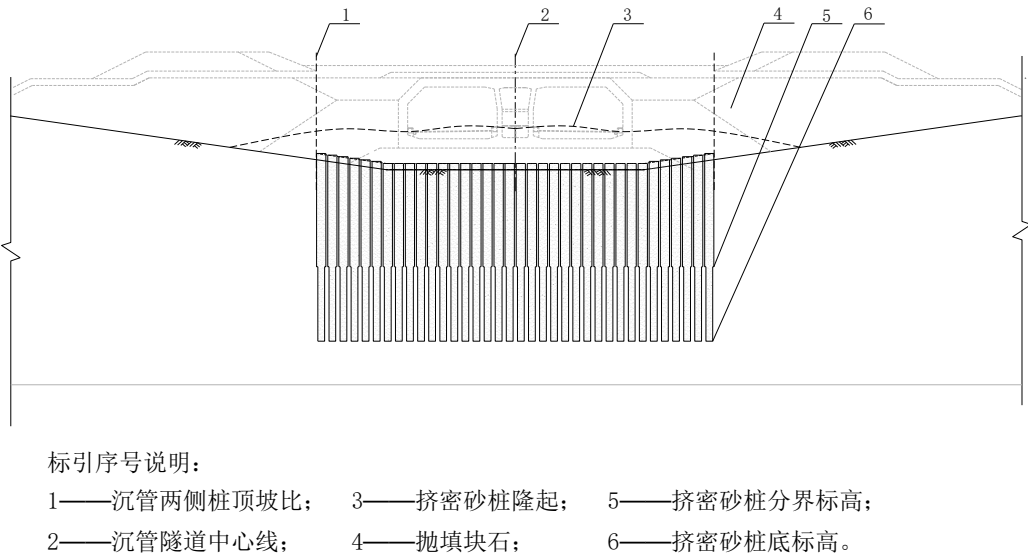 1 2 3 4 5 6
标引序号说明：
1——沉管两侧桩顶坡比； 3——挤密砂桩隆起； 5——挤密砂桩分界标高；
2——沉管隧道中心线； 4——抛填块石； 6——挤密砂桩底标高。